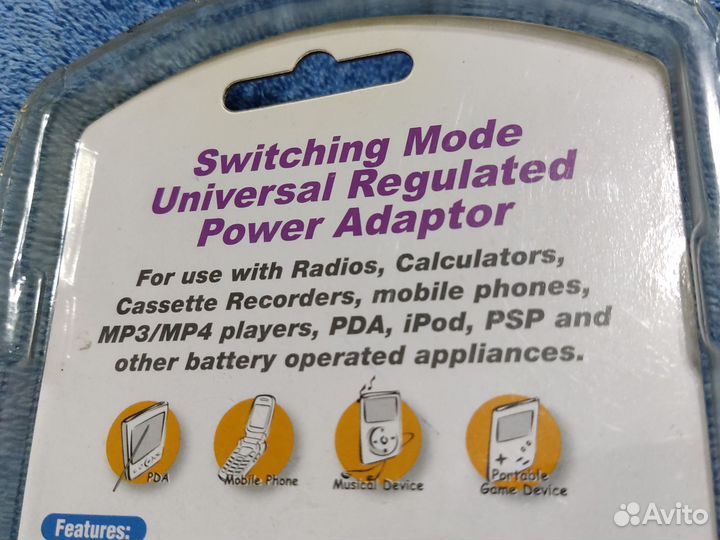 Switching Mode
Universal Regulated
Power Adaptor
For use with Radios, Calculators,
Cassette Recorders, mobile phones,
MP3/MP4 players, PDA, iPod, PSP and
other battery operated appliances.
PDA
Mobile Phone
Musical Device
Portable
Game Device
Features:
Avito